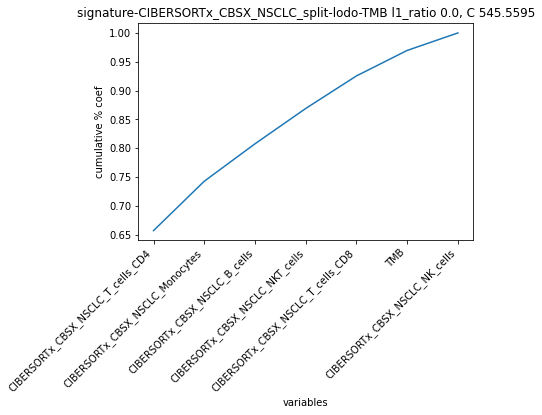 signature-CIBERSORTx_CBSX_NSCLC_split-lodo-TMB l1_ratio 0.0, C 545.5595
1.00
0.95
0.90
0.85
0.80
0.75
0.70
0.65
cumulative % coef
CIBERSORTx_CBSX_NSCLC_T_cells_CD4
CIBERSORTx_CBSX_NSCLC_Monocytes
CIBERSORTx_CBSX_NSCLC_B_cells
CIBERSORTx_CBSX_NSCLC_NKT_cells
CIBERSORTx_CBSX_NSCLC_T_cells_CD8
TMB
CIBERSORTx_CBSX_NSCLC_NK_cells
variables